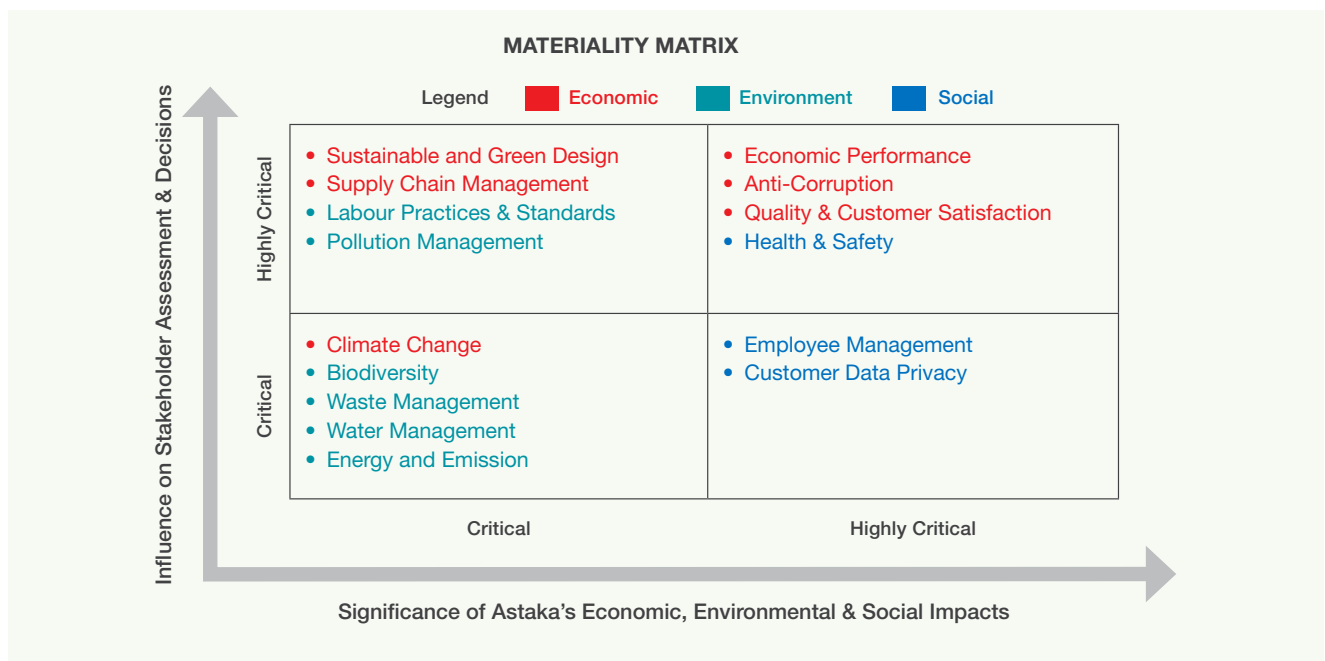 MATERIALITY MATRIX
Legend Economic Environment Social
Influence on Stakeholder Assessment & Decisions
Highly Critical
• Sustainable and Green Design
• Supply Chain Management
• Labour Practices & Standards
• Pollution Management
• Economic Performance
• Anti-Corruption
• Quality & Customer Satisfaction
• Health & Safety
Critical
• Climate Change
• Biodiversity
• Waste Management
• Water Management
• Energy and Emission
• Employee Management
• Customer Data Privacy
Critical Highly Critical
Significance of Astaka's Economic, Environmental & Social Impacts